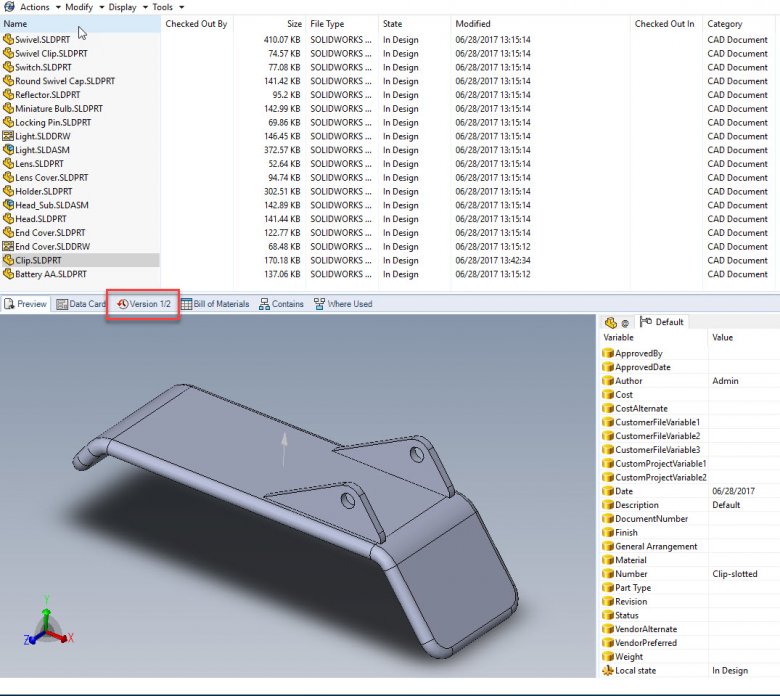 Actions Modify Display Tools
Name Checked Out By Size File Type State Modified Checked Out In Category
Swivel.SLDPRT 410.07 KB SOLIDWORKS ... In Design 06/28/2017 13:15:14 CAD Document
Swivel Clip.SLDPRT 74.57 KB SOLIDWORKS ... In Design 06/28/2017 13:15:14 CAD Document
Switch.SLDPRT 77.08 KB SOLIDWORKS ... In Design 06/28/2017 13:15:14 CAD Document
Round Swivel Cap.SLDPRT 141.42 KB SOLIDWORKS ... In Design 06/28/2017 13:15:14 CAD Document
Reflector.SLDPRT 95.2 KB SOLIDWORKS ... In Design 06/28/2017 13:15:14 CAD Document
Miniature Bulb.SLDPRT 142.99 KB SOLIDWORKS ... In Design 06/28/2017 13:15:14 CAD Document
Locking Pin.SLDPRT 69.86 KB SOLIDWORKS ... In Design 06/28/2017 13:15:14 CAD Document
Light.SLDDRW 146.45 KB SOLIDWORKS ... In Design 06/28/2017 13:15:14 CAD Document
Light.SLDASM 372.57 KB SOLIDWORKS ... In Design 06/28/2017 13:15:14 CAD Document
Lens.SLDPRT 52.64 KB SOLIDWORKS ... In Design 06/28/2017 13:15:14 CAD Document
Lens Cover.SLDPRT 94.74 KB SOLIDWORKS ... In Design 06/28/2017 13:15:14 CAD Document
Holder.SLDPRT 302.51 KB SOLIDWORKS ... In Design 06/28/2017 13:15:14 CAD Document
Head_Sub.SLDASM 142.89 KB SOLIDWORKS ... In Design 06/28/2017 13:15:14 CAD Document
Head.SLDPRT 141.44 KB SOLIDWORKS ... In Design 06/28/2017 13:15:14 CAD Document
End Cover.SLDPRT 122.77 KB SOLIDWORKS ... In Design 06/28/2017 13:15:14 CAD Document
End Cover.SLDDRW 68.48 KB SOLIDWORKS ... In Design 06/28/2017 13:15:12 CAD Document
Clip.SLDPRT 170.18 KB SOLIDWORKS ... In Design 06/28/2017 13:42:34 CAD Document
Battery AA.SLDPRT 137.06 KB SOLIDWORKS ... In Design 06/28/2017 13:15:12 CAD Document
Preview Data Card Version 1/2 Bill of Materials Contains Where Used
@ Default
Variable Value
ApprovedBy
ApprovedDate
Author Admin
Cost
CostAlternate
CustomerFileVariable1
CustomerFileVariable2
CustomerFileVariable3
CustomProjectVariable1
CustomProjectVariable2
Date 06/28/2017
Description Default
DocumentNumber
Finish
General Arrangement
Material
Number Clip-slotted
Part Type
Revision
Status
VendorAlternate
VendorPreferred
Weight
Local state In Design
Y
Z X